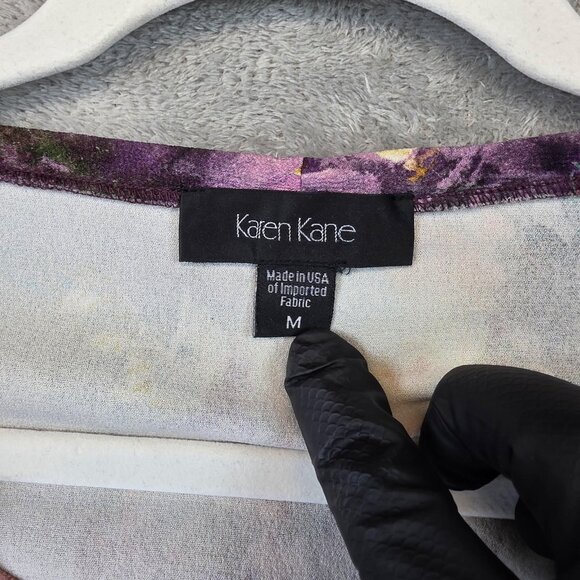 Karen Kane
Made in USA
of Imported
Fabric
M